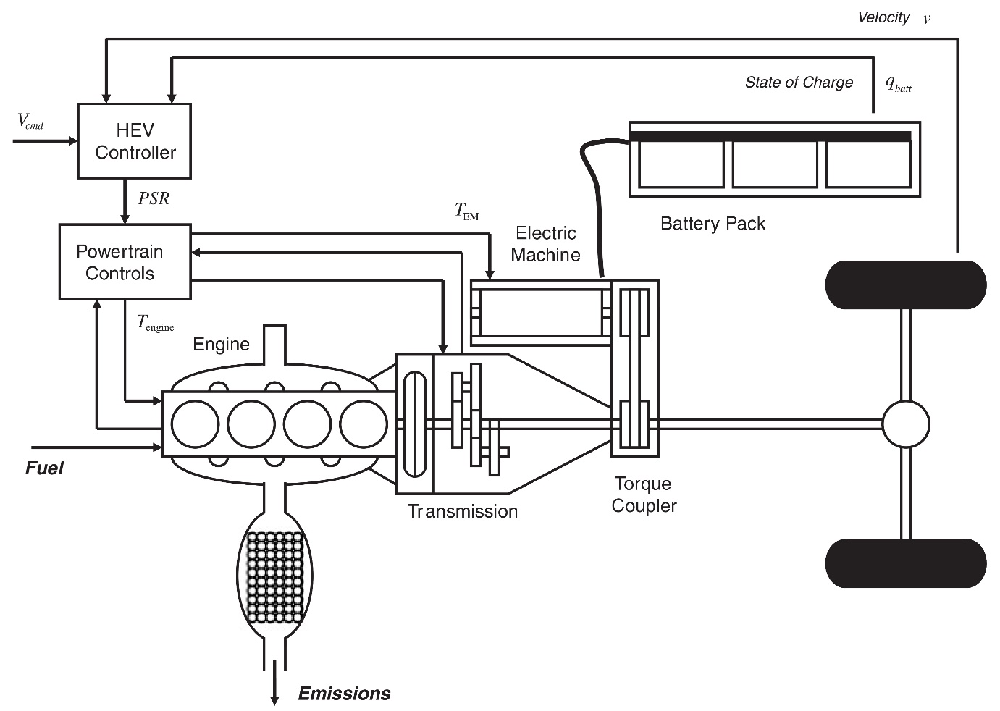 Velocity v
State of Charge q_batt
V_cmd
HEV
Controller
PSR
T_EM
Battery Pack
Electric
Machine
Powertrain
Controls
T_engine
Engine
Fuel
Torque
Coupler
Transmission
Emissions